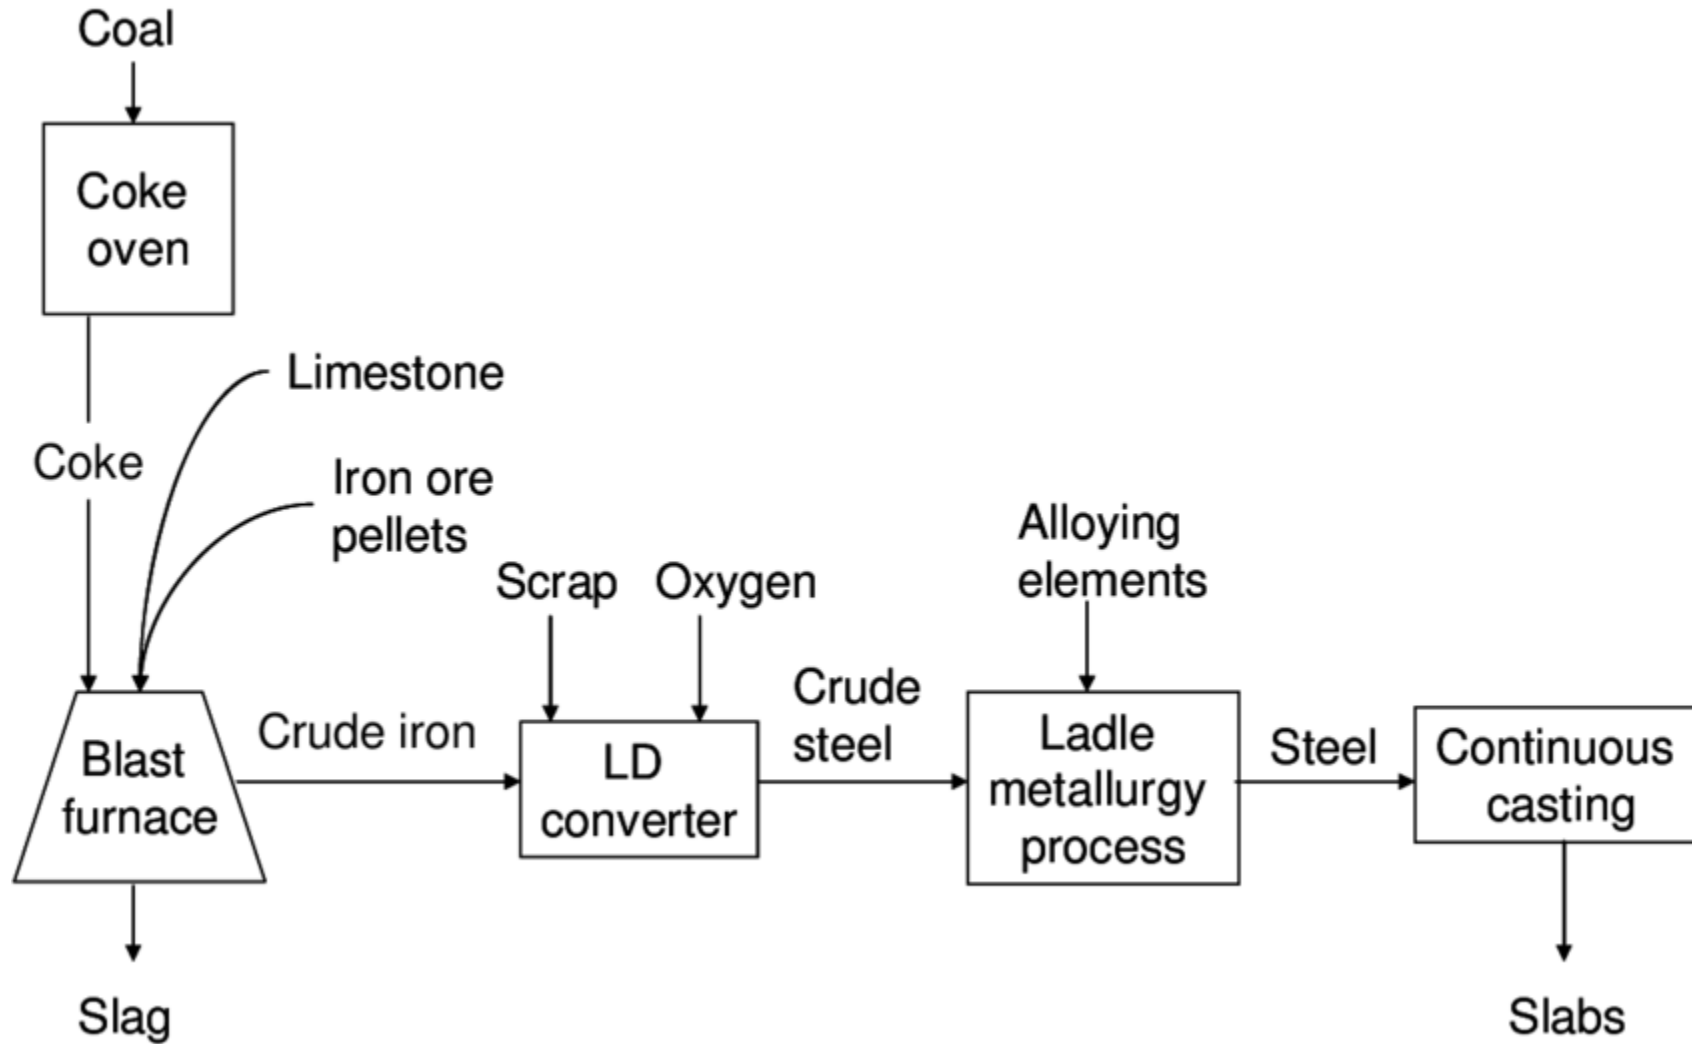 Coal
Coke
oven
Limestone
Coke
Iron ore
pellets
Scrap
Oxygen
Alloying
elements
Blast
furnace
Crude iron
LD
converter
Crude
steel
Ladle
metallurgy
process
Steel
Continuous
casting
Slag
Slabs